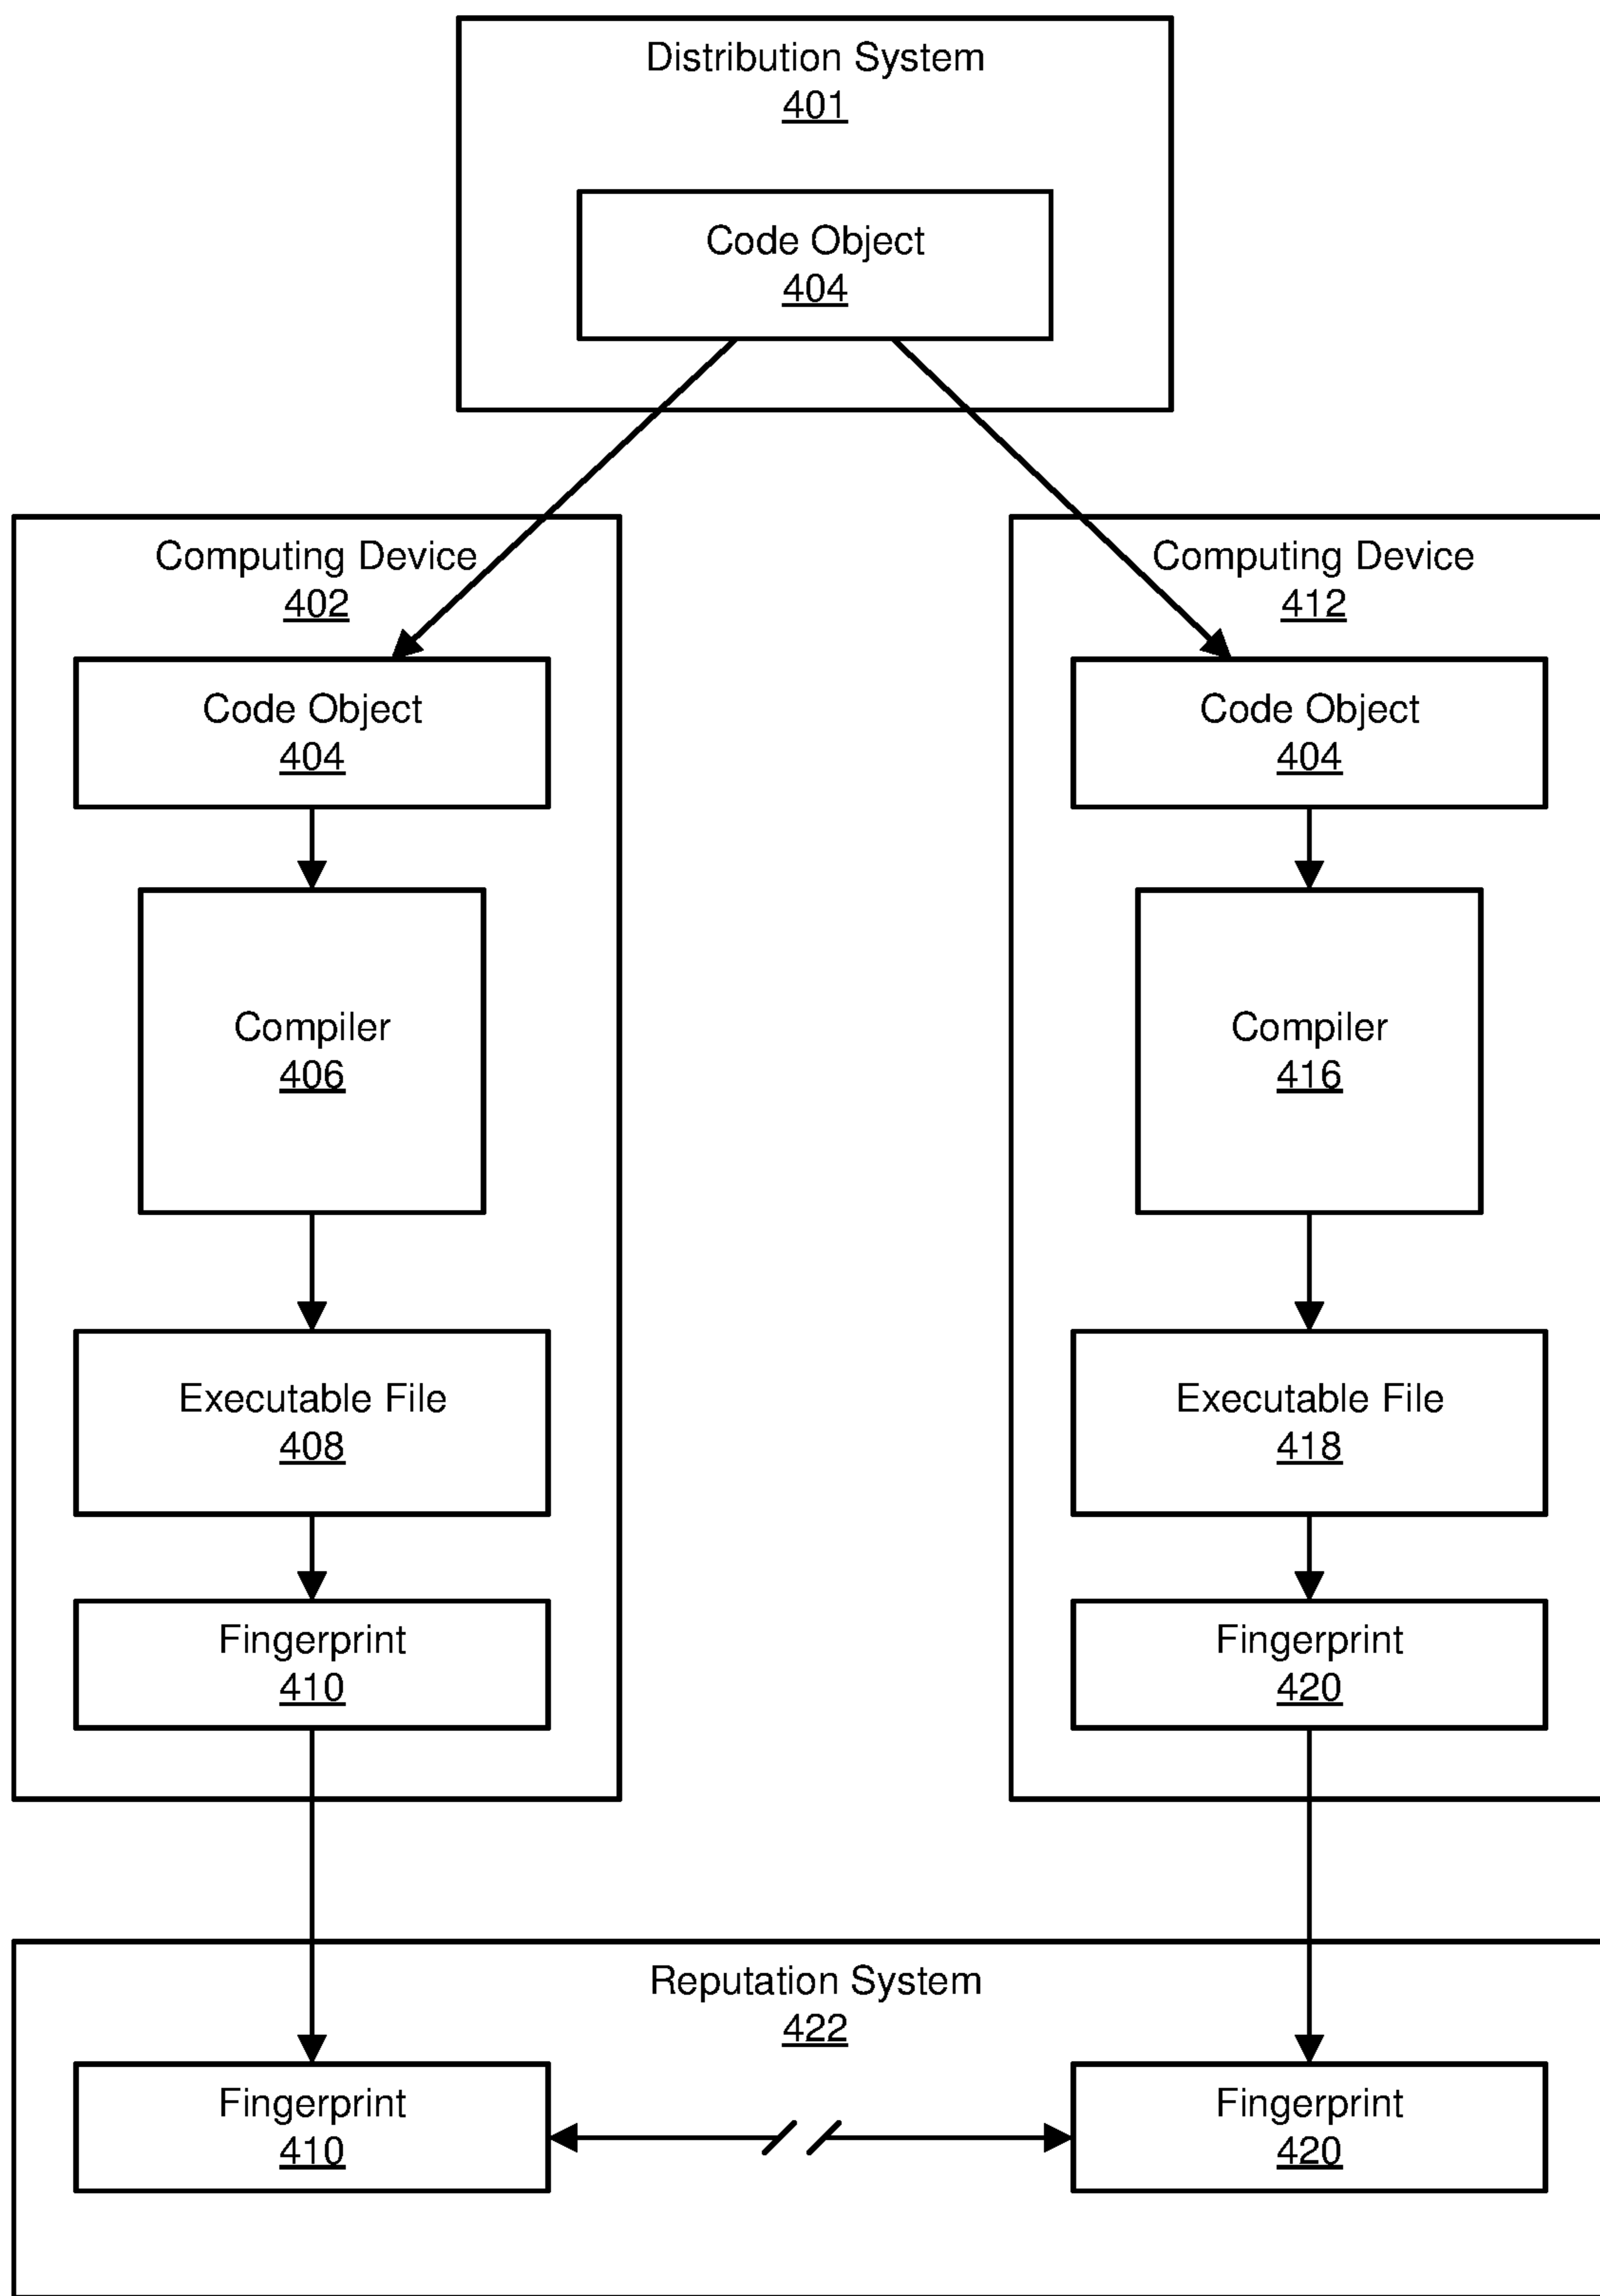 Distribution System
401
Code Object
404
Computing Device
402
Code Object
404
Compiler
406
Executable File
408
Fingerprint
410
Computing Device
412
Code Object
404
Compiler
416
Executable File
418
Fingerprint
420
Reputation System
422
Fingerprint
410
Fingerprint
420